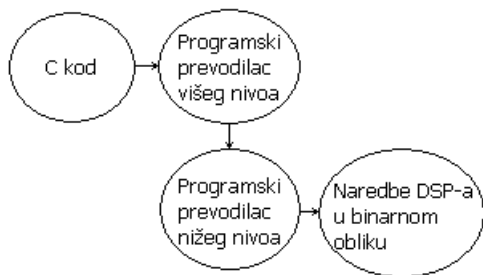 C kod
Programski
prevodilac
višeg nivoa
Programski
prevodilac
nižeg nivoa
Naredbe DSP-a
u binarnom
obliku